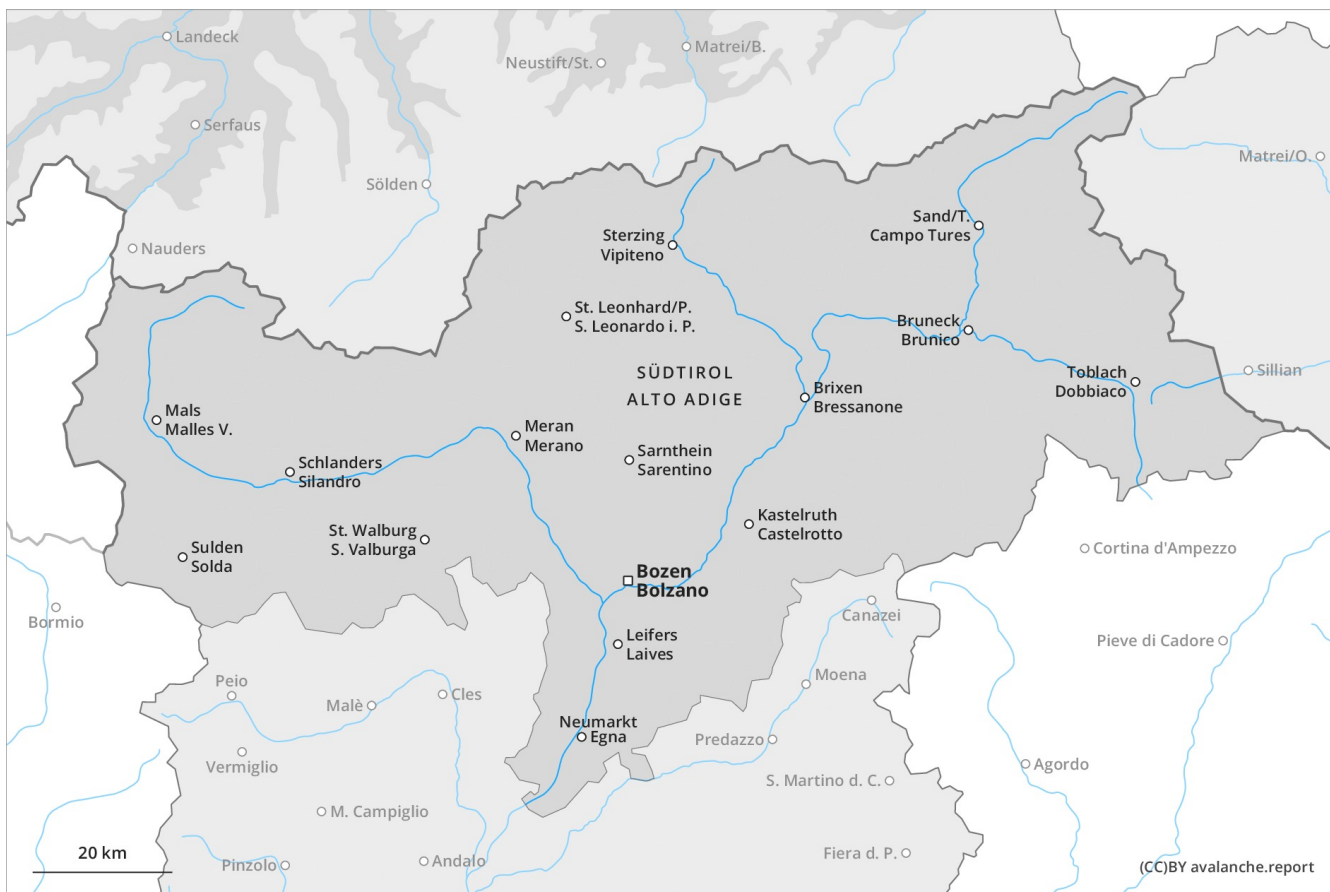 Landeck
Matrei/B.
Neustift/St.
Serfaus
Matrei/O.
Sölden
Nauders
Sand/T.
Campo Tures
Sterzing
Vipiteno
St. Leonhard/P.
S. Leonardo i. P.
Bruneck
Brunico
SÜDTIROL
ALTO ADIGE
Toblach
Dobbiaco
Sillian
Brixen
Bressanone
Mals
Malles V.
Meran
Merano
Sarnthein
Sarentino
Schlanders
Silandro
Kastelruth
Castelrotto
St. Walburg
S. Valburga
Sulden
Solda
Cortina d'Ampezzo
Bozen
Bolzano
Bormio
Canazei
Leifers
Laives
Pieve di Cadore
Peio
Moena
Cles
Malè
Neumarkt
Egna
Predazzo
Vermiglio
Agordo
S. Martino d. C.
M. Campiglio
20 km
Pinzolo
Andalo
Fiera d. P.
(CC)BY avalanche.report